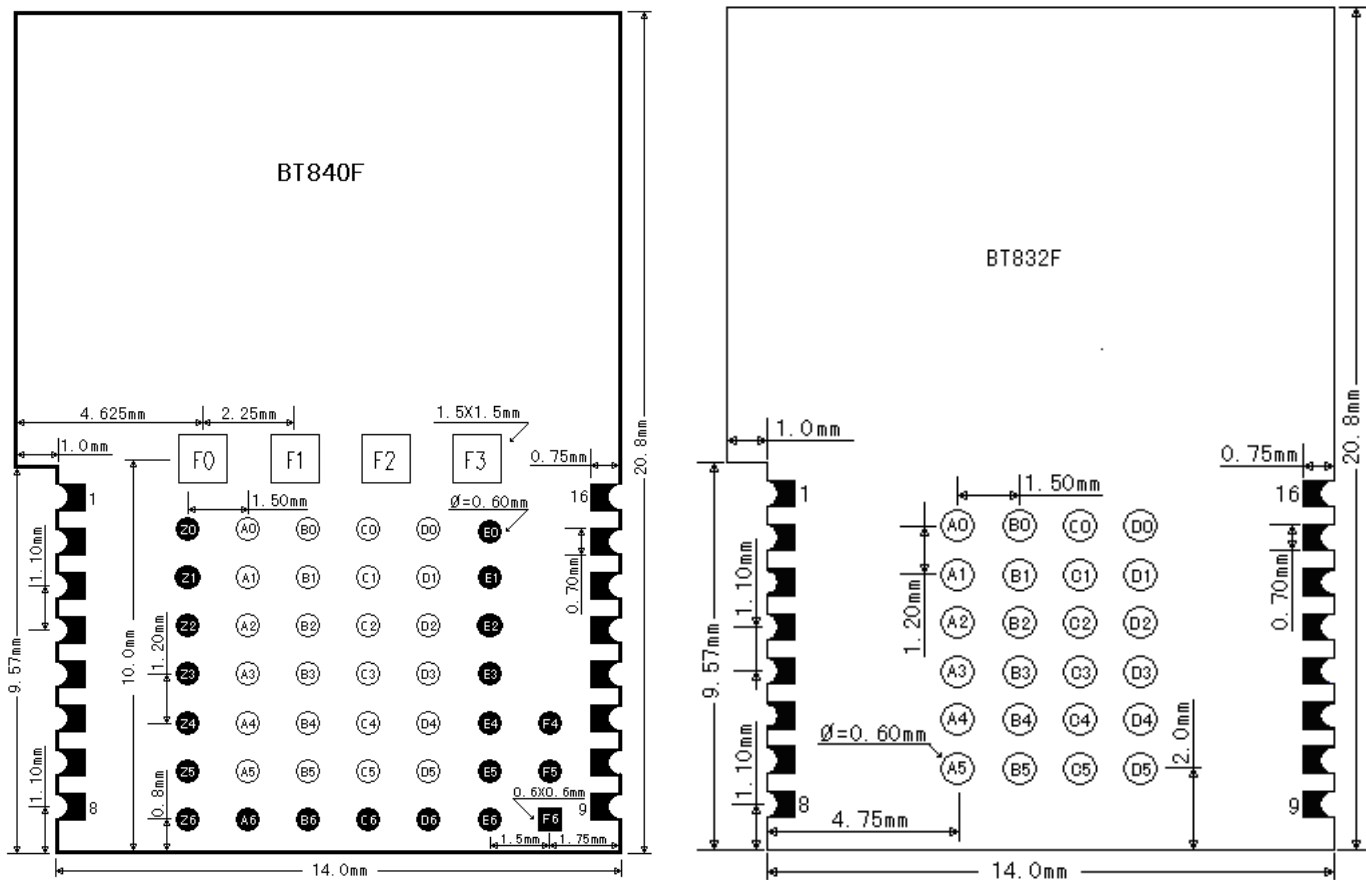 BT840F
4.625mm
2.25mm
1.5X1.5mm
1.0mm
F0 F1 F2 F3
0.75mm
20.8mm
1
16
1.50mm
Ø=0.60mm
Z0 A0 B0 C0 D0 E0
1.10mm
0.70mm
Z1 A1 B1 C1 D1 E1
Z2 A2 B2 C2 D2 E2
1.20mm
9.57mm
10.0mm
Z3 A3 B3 C3 D3 E3
Z4 A4 B4 C4 D4 E4 F4
Z5 A5 B5 C5 D5 E5 F5
1.10mm
0.8mm
0.6X0.6mm
8
9
Z6 A6 B6 C6 D6 E6 F6
1.5mm
1.75mm
14.0mm
BT832F
1.0mm
0.75mm
20.8mm
1
16
1.50mm
A0 B0 C0 D0
1.10mm
1.20mm
0.70mm
A1 B1 C1 D1
A2 B2 C2 D2
9.57mm
A3 B3 C3 D3
A4 B4 C4 D4
Ø=0.60mm
2.0mm
A5 B5 C5 D5
1.10mm
8
9
4.75mm
14.0mm